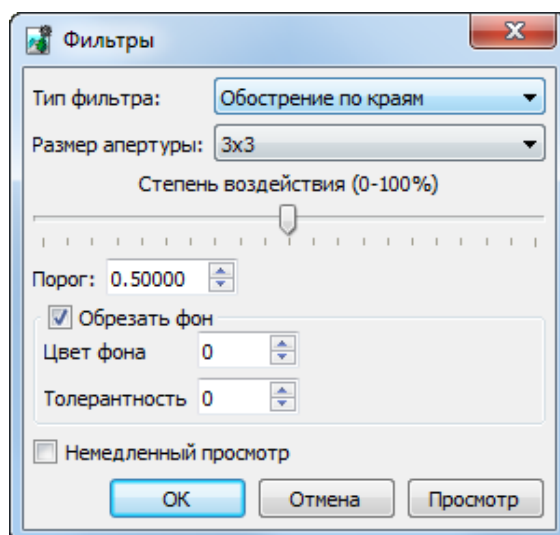 Фильтры
Тип фильтра: Обострение по краям
Размер апертуры: 3x3
Степень воздействия (0-100%)
Порог: 0.50000
Обрезать фон
Цвет фона 0
Толерантность 0
Немедленный просмотр
OK Отмена Просмотр